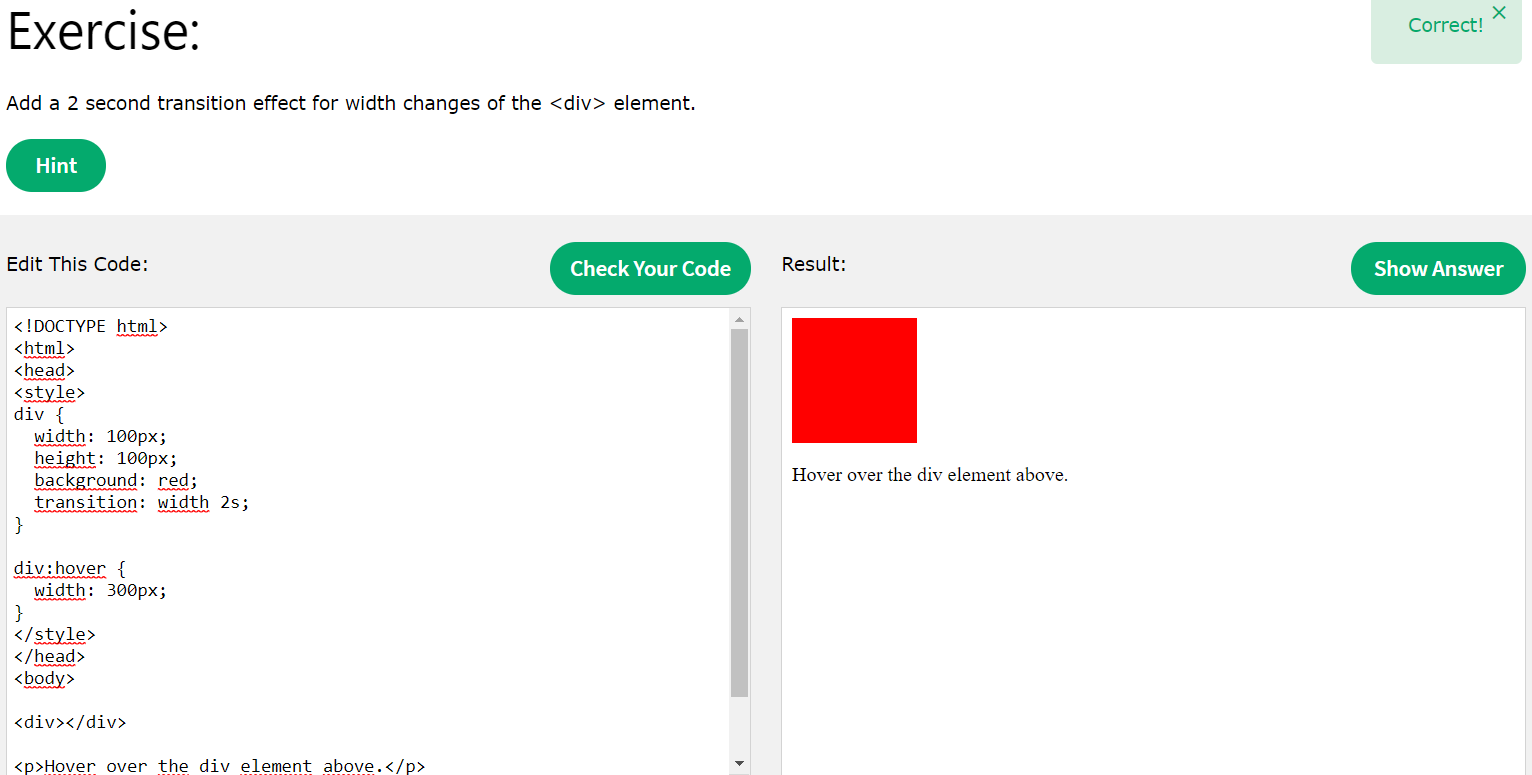 Exercise:
Correct! ×
Add a 2 second transition effect for width changes of the <div> element.
Hint
Edit This Code:
Check Your Code
<!DOCTYPE html>
<html>
<head>
<style>
div {
  width: 100px;
  height: 100px;
  background: red;
  transition: width 2s;
}
div:hover {
  width: 300px;
}
</style>
</head>
<body>
<div></div>
<p>Hover over the div element above.</p>
Result:
Show Answer
Hover over the div element above.